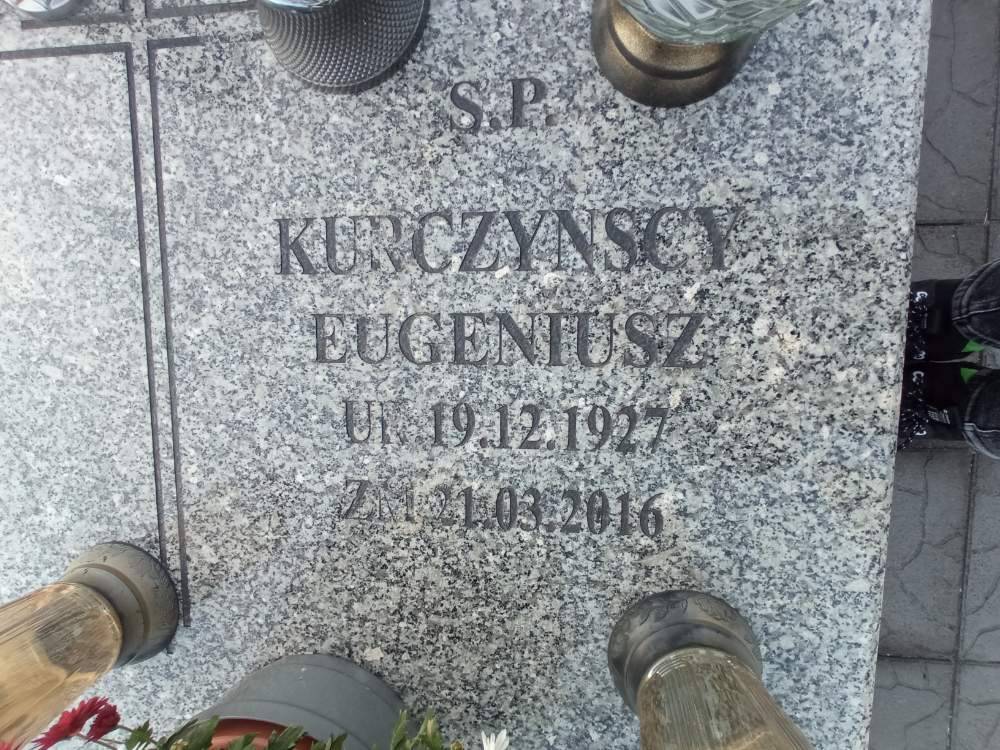 S.P.
KURCZYNSCY
EUGENIUSZ
UR. 19.12.1927
ZM 21.03.2016